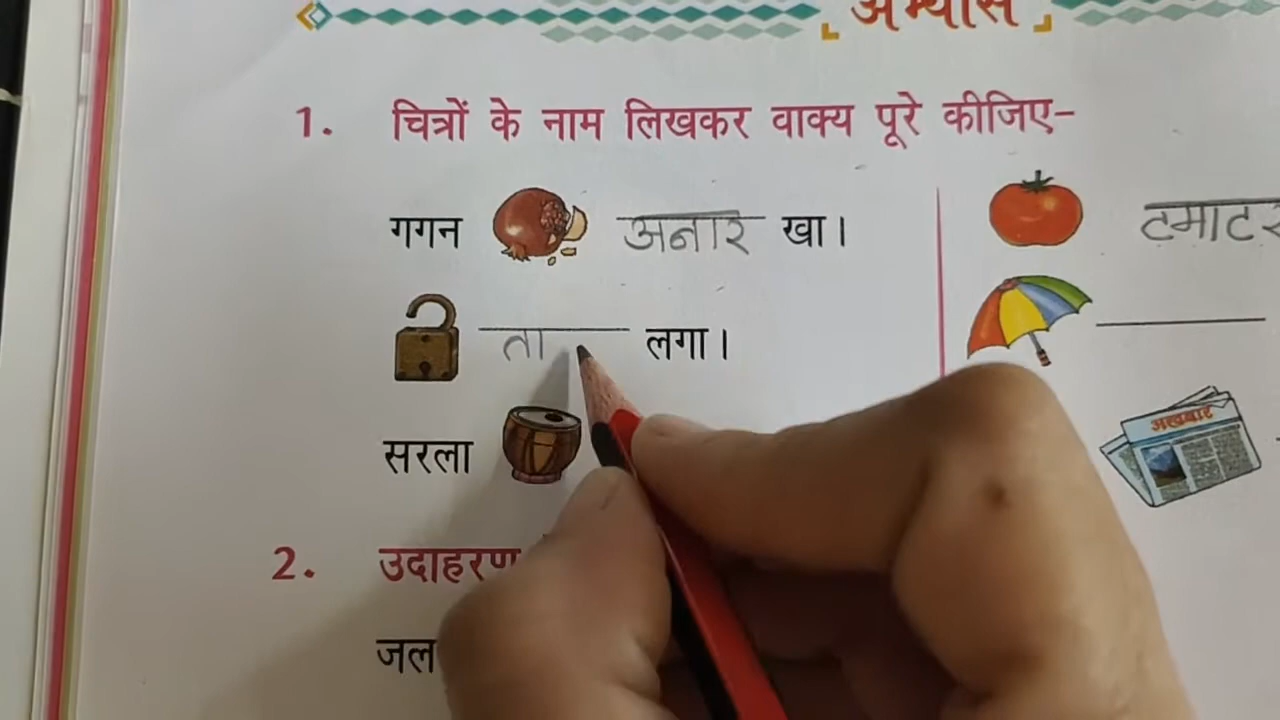 अभ्यास
1. चित्रों के नाम लिखकर वाक्य पूरे कीजिए-
गगन अनार खा।
ता लगा।
सरला
2. उदाहरण
जल
टमाटर
अखबार